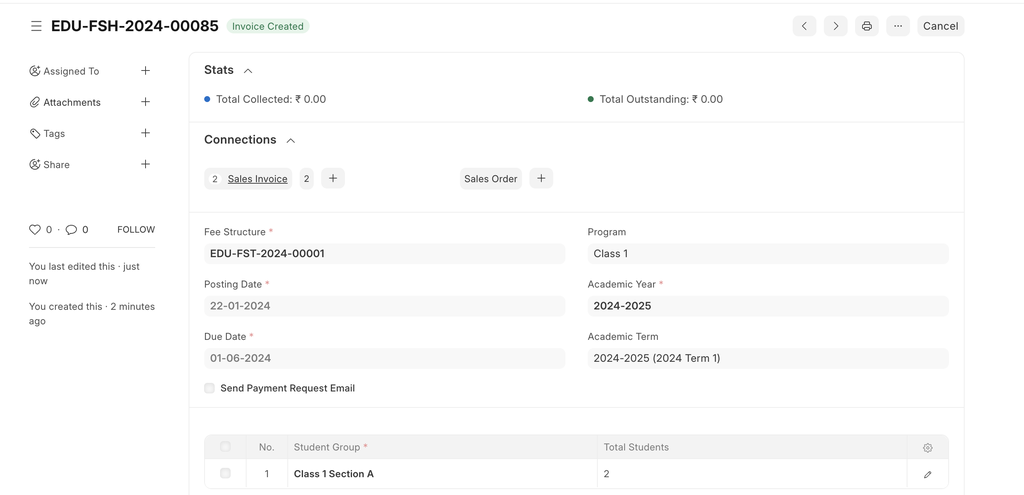 EDU-FSH-2024-00085 Invoice Created Cancel
Assigned To
Attachments
Tags
Share
0 · 0 FOLLOW
You last edited this · just
now
You created this · 2 minutes
ago
Stats
Total Collected: ₹ 0.00 Total Outstanding: ₹ 0.00
Connections
2 Sales Invoice 2 + Sales Order +
Fee Structure * Program
EDU-FST-2024-00001 Class 1
Posting Date * Academic Year *
22-01-2024 2024-2025
Due Date * Academic Term
01-06-2024 2024-2025 (2024 Term 1)
Send Payment Request Email
No. Student Group * Total Students
1 Class 1 Section A 2